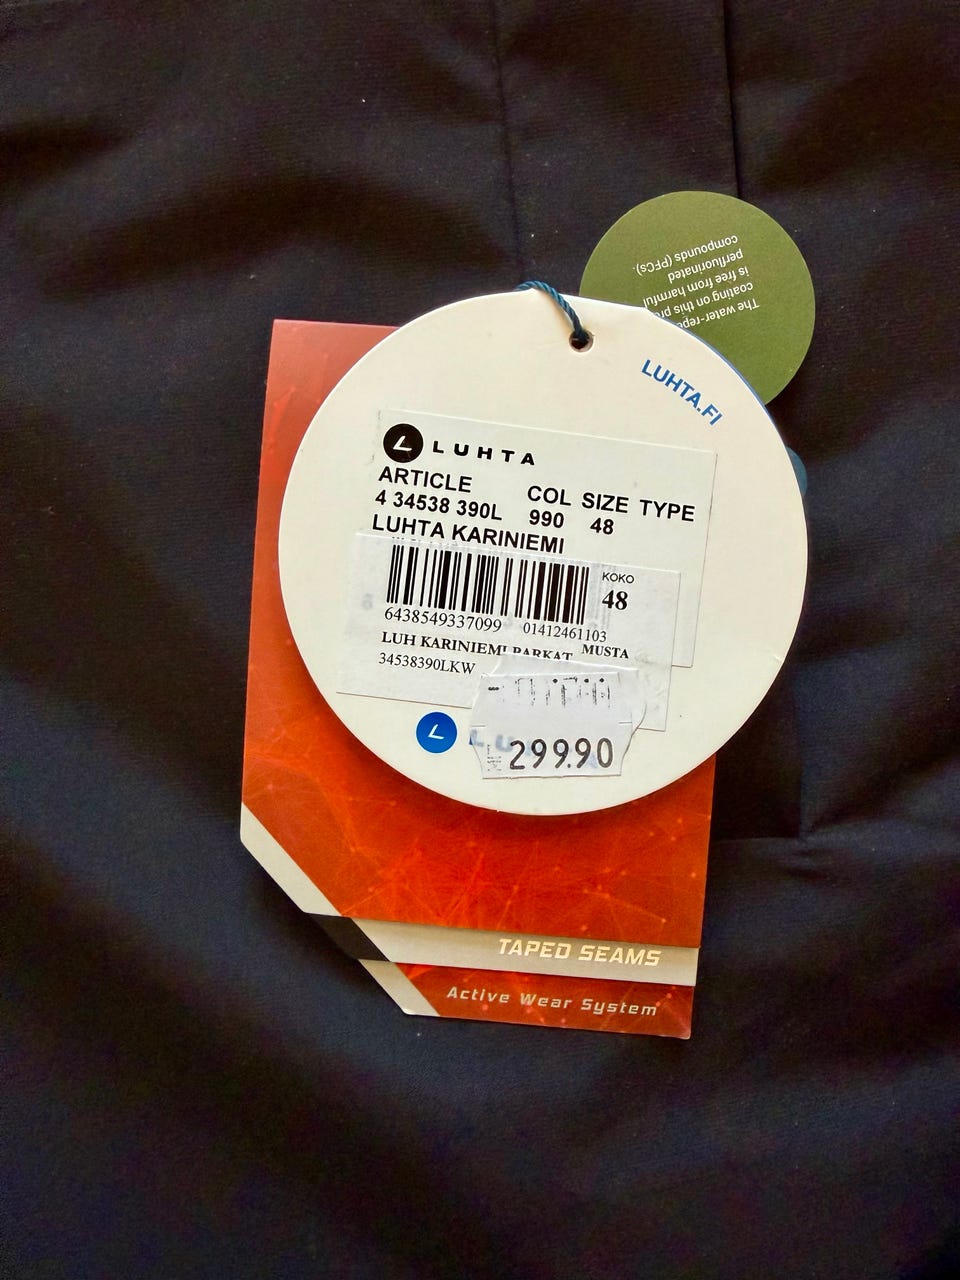 The water-repe
coating on this pro
is free from harmful
perfluorinated
compounds (PFCs).
LUHTA.FI
LUHTA
ARTICLE COL SIZE TYPE
4 34538 390L 990 48
LUHTA KARINIEMI
KOKO
48
6438549337099 01412461103
LUH KARINIEMI PARKAT MUSTA
34538390LKW
299.90
TAPED SEAMS
Active Wear System